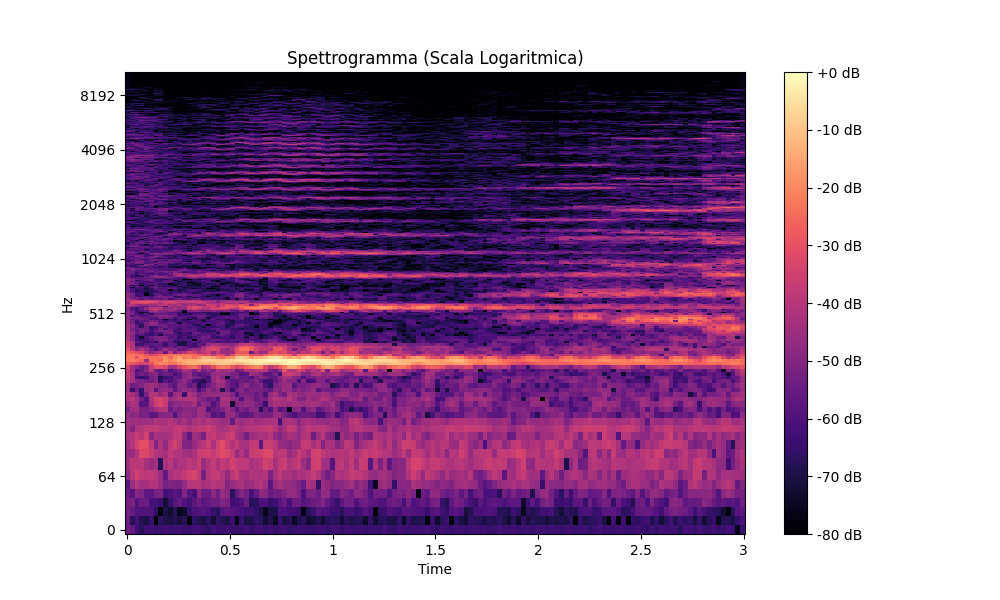 Spettrogramma (Scala Logaritmica)
Hz
8192
4096
2048
1024
512
256
128
64
0
0
0.5
1
1.5
2
2.5
3
Time
+0 dB
-10 dB
-20 dB
-30 dB
-40 dB
-50 dB
-60 dB
-70 dB
-80 dB